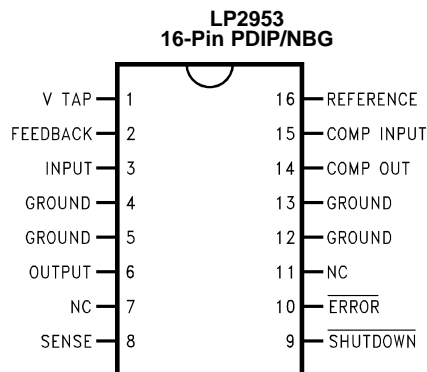 LP2953
16-Pin PDIP/NBG
V TAP 1 16 REFERENCE
FEEDBACK 2 15 COMP INPUT
INPUT 3 14 COMP OUT
GROUND 4 13 GROUND
GROUND 5 12 GROUND
OUTPUT 6 11 NC
NC 7 10 ERROR
SENSE 8 9 SHUTDOWN